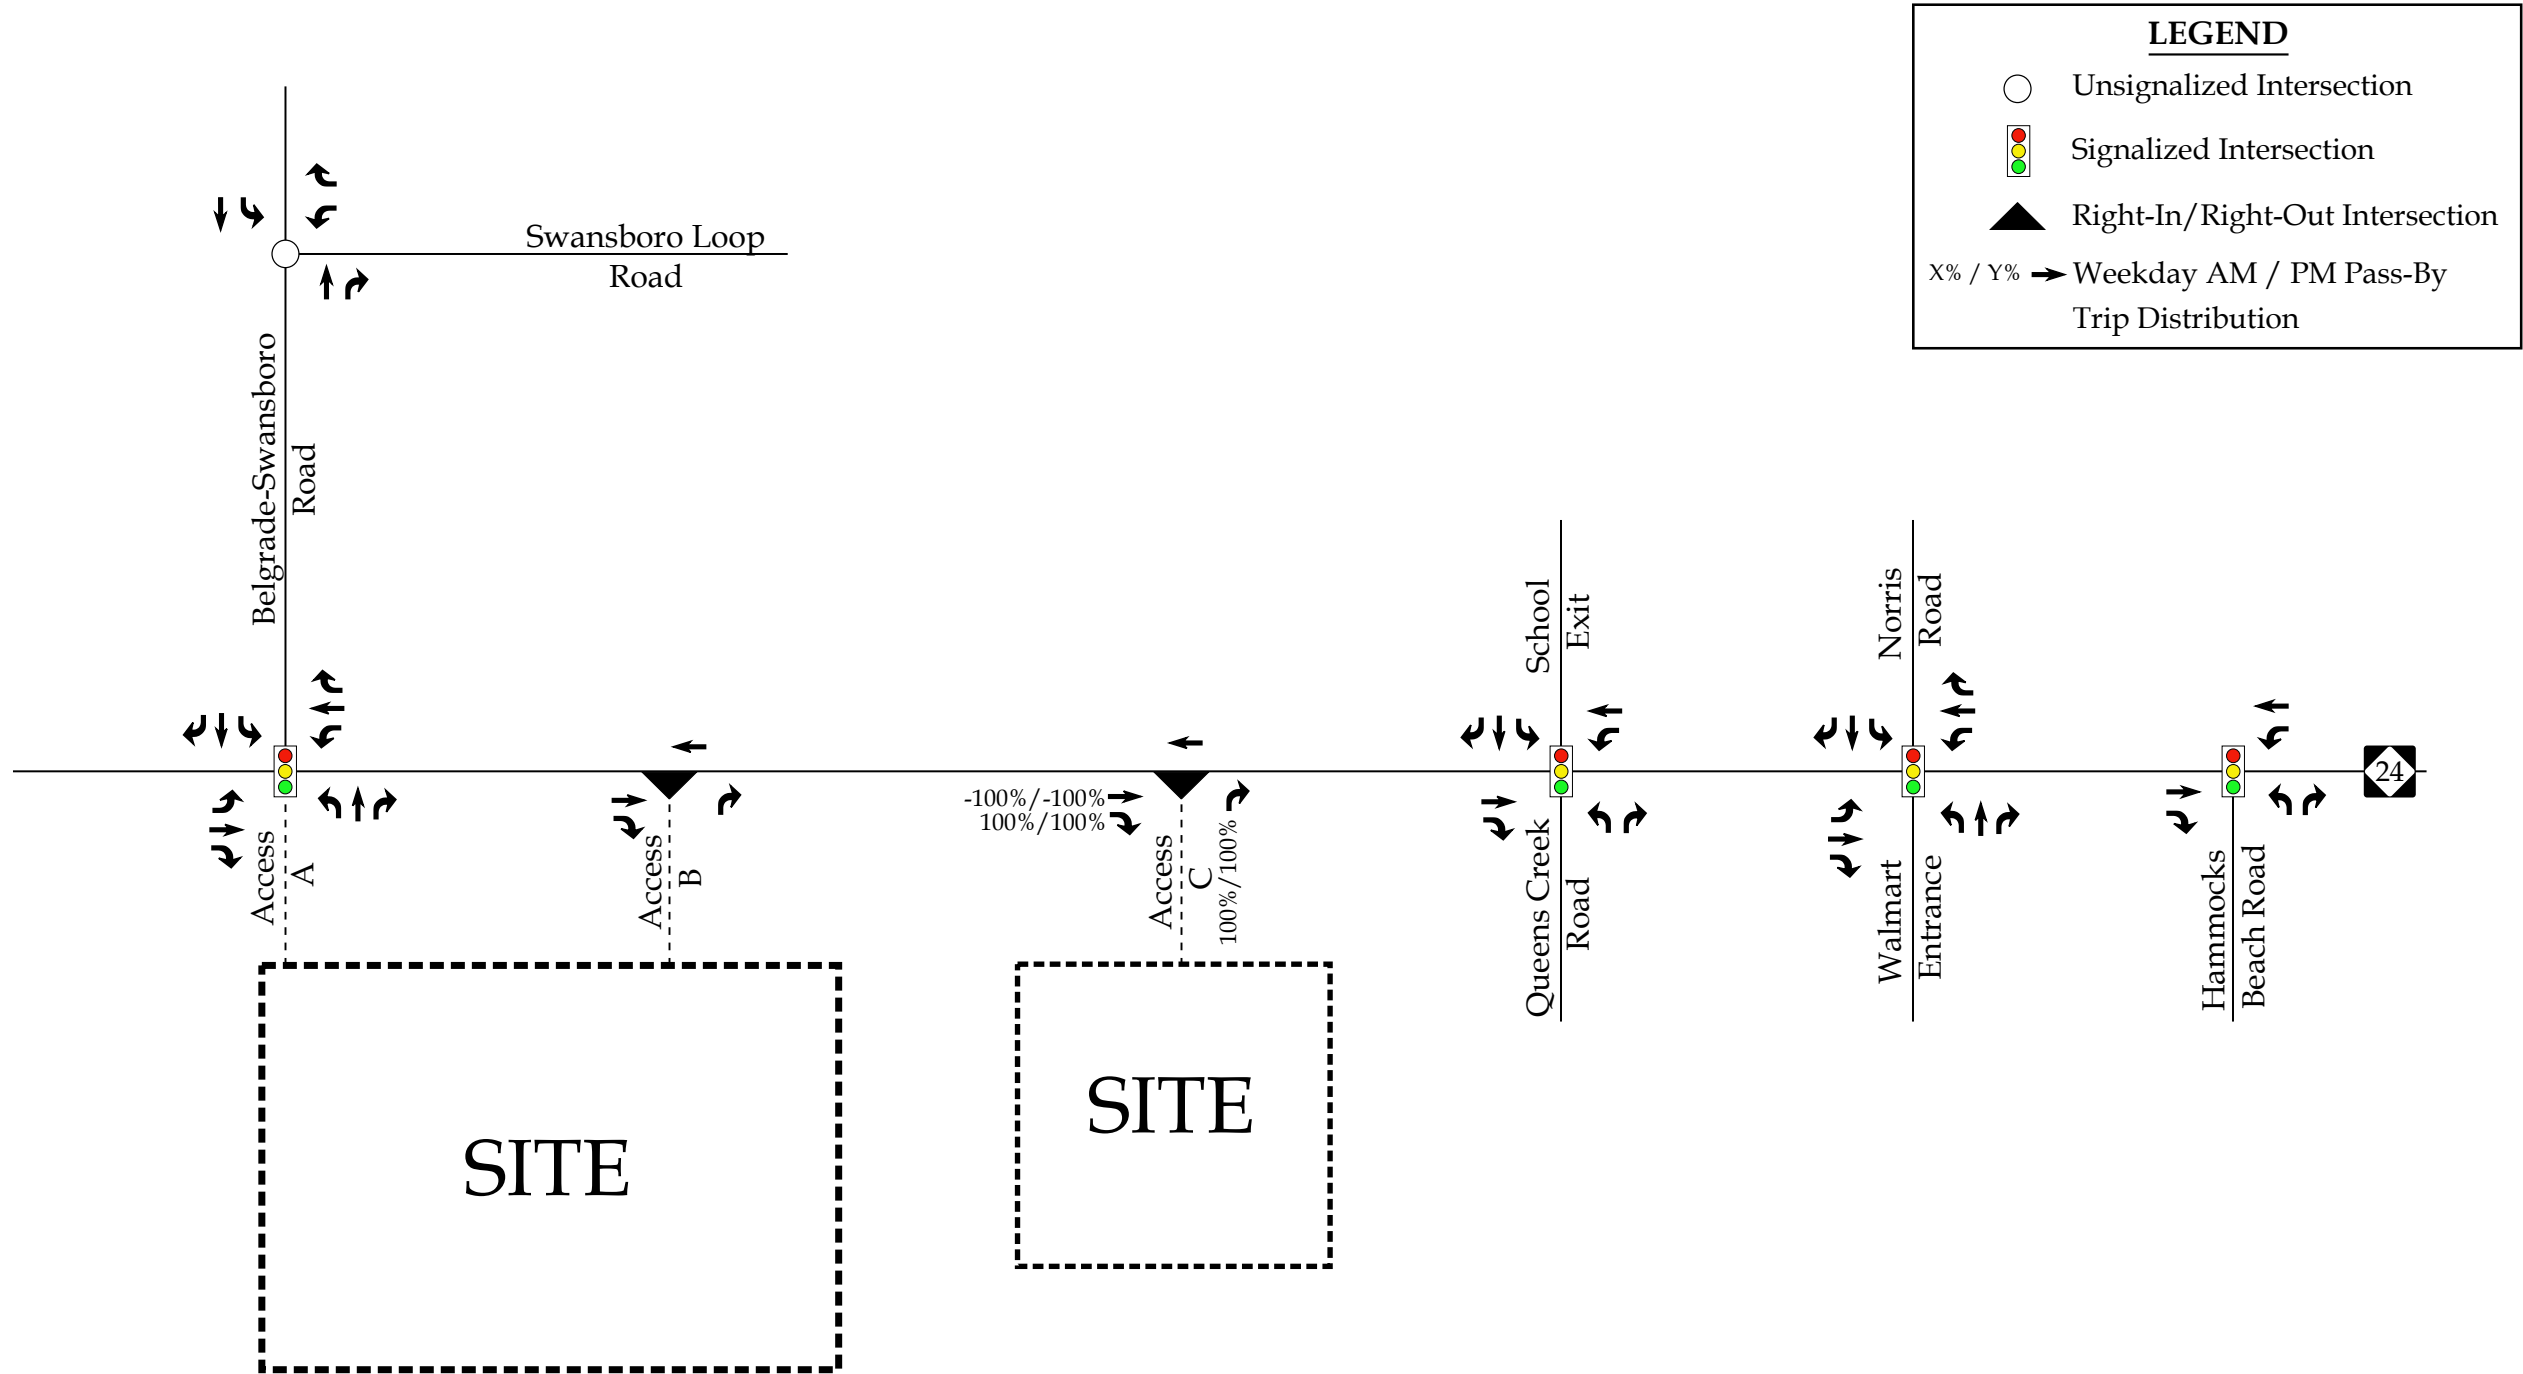 LEGEND
Unsignalized Intersection
Signalized Intersection
Right-In/Right-Out Intersection
X% / Y%
Weekday AM / PM Pass-By
Trip Distribution
Swansboro Loop
Road
Belgrade-Swansboro
Road
School
Exit
Norris
Road
24
-100%/-100%
100%/100%
100%/100%
Access
A
Access
B
Access
C
Queens Creek
Road
Walmart
Entrance
Hammocks
Beach Road
SITE
SITE